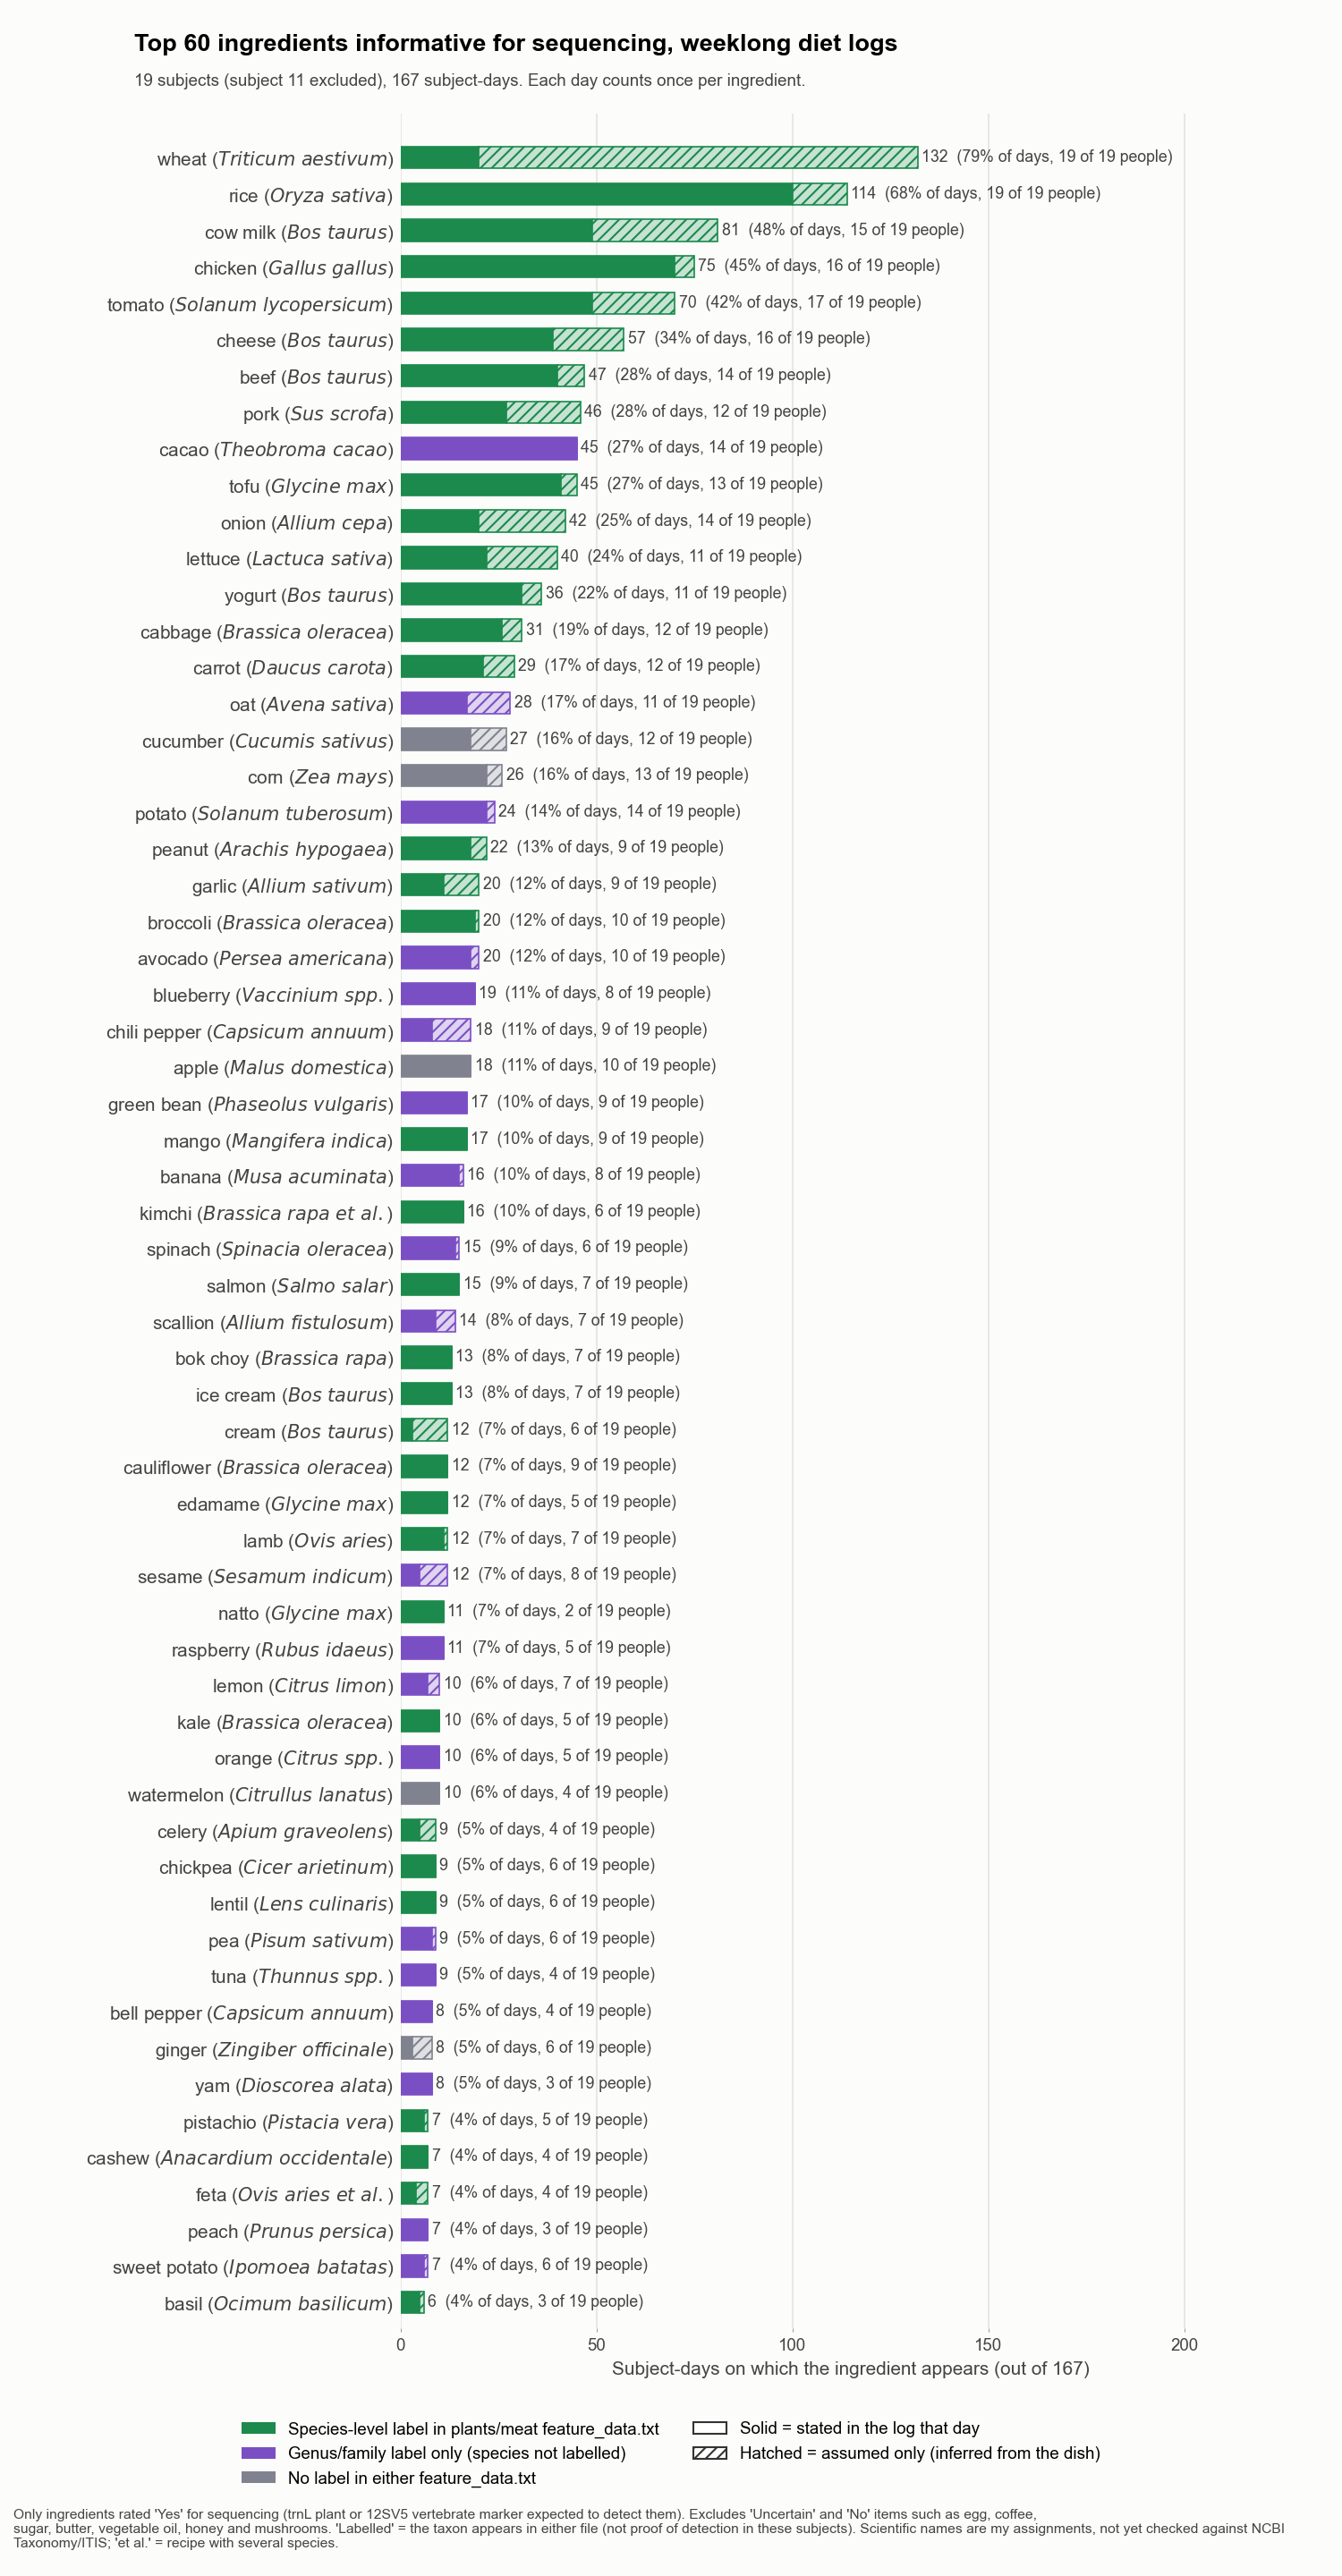 Top 60 ingredients informative for sequencing, weeklong diet logs
19 subjects (subject 11 excluded), 167 subject-days. Each day counts once per ingredient.
wheat (Triticum aestivum) 132 (79% of days, 19 of 19 people)
rice (Oryza sativa) 114 (68% of days, 19 of 19 people)
cow milk (Bos taurus) 81 (48% of days, 15 of 19 people)
chicken (Gallus gallus) 75 (45% of days, 16 of 19 people)
tomato (Solanum lycopersicum) 70 (42% of days, 17 of 19 people)
cheese (Bos taurus) 57 (34% of days, 16 of 19 people)
beef (Bos taurus) 47 (28% of days, 14 of 19 people)
pork (Sus scrofa) 46 (28% of days, 12 of 19 people)
cacao (Theobroma cacao) 45 (27% of days, 14 of 19 people)
tofu (Glycine max) 45 (27% of days, 13 of 19 people)
onion (Allium cepa) 42 (25% of days, 14 of 19 people)
lettuce (Lactuca sativa) 40 (24% of days, 11 of 19 people)
yogurt (Bos taurus) 36 (22% of days, 11 of 19 people)
cabbage (Brassica oleracea) 31 (19% of days, 12 of 19 people)
carrot (Daucus carota) 29 (17% of days, 12 of 19 people)
oat (Avena sativa) 28 (17% of days, 11 of 19 people)
cucumber (Cucumis sativus) 27 (16% of days, 12 of 19 people)
corn (Zea mays) 26 (16% of days, 13 of 19 people)
potato (Solanum tuberosum) 24 (14% of days, 14 of 19 people)
peanut (Arachis hypogaea) 22 (13% of days, 9 of 19 people)
garlic (Allium sativum) 20 (12% of days, 9 of 19 people)
broccoli (Brassica oleracea) 20 (12% of days, 10 of 19 people)
avocado (Persea americana) 20 (12% of days, 10 of 19 people)
blueberry (Vaccinium spp. ) 19 (11% of days, 8 of 19 people)
chili pepper (Capsicum annuum) 18 (11% of days, 9 of 19 people)
apple (Malus domestica) 18 (11% of days, 10 of 19 people)
green bean (Phaseolus vulgaris) 17 (10% of days, 9 of 19 people)
mango (Mangifera indica) 17 (10% of days, 9 of 19 people)
banana (Musa acuminata) 16 (10% of days, 8 of 19 people)
kimchi (Brassica rapa et al. ) 16 (10% of days, 6 of 19 people)
spinach (Spinacia oleracea) 15 (9% of days, 6 of 19 people)
salmon (Salmo salar) 15 (9% of days, 7 of 19 people)
scallion (Allium fistulosum) 14 (8% of days, 7 of 19 people)
bok choy (Brassica rapa) 13 (8% of days, 7 of 19 people)
ice cream (Bos taurus) 13 (8% of days, 7 of 19 people)
cream (Bos taurus) 12 (7% of days, 6 of 19 people)
cauliflower (Brassica oleracea) 12 (7% of days, 9 of 19 people)
edamame (Glycine max) 12 (7% of days, 5 of 19 people)
lamb (Ovis aries) 12 (7% of days, 7 of 19 people)
sesame (Sesamum indicum) 12 (7% of days, 8 of 19 people)
natto (Glycine max) 11 (7% of days, 2 of 19 people)
raspberry (Rubus idaeus) 11 (7% of days, 5 of 19 people)
lemon (Citrus limon) 10 (6% of days, 7 of 19 people)
kale (Brassica oleracea) 10 (6% of days, 5 of 19 people)
orange (Citrus spp. ) 10 (6% of days, 5 of 19 people)
watermelon (Citrullus lanatus) 10 (6% of days, 4 of 19 people)
celery (Apium graveolens) 9 (5% of days, 4 of 19 people)
chickpea (Cicer arietinum) 9 (5% of days, 6 of 19 people)
lentil (Lens culinaris) 9 (5% of days, 6 of 19 people)
pea (Pisum sativum) 9 (5% of days, 6 of 19 people)
tuna (Thunnus spp. ) 9 (5% of days, 4 of 19 people)
bell pepper (Capsicum annuum) 8 (5% of days, 4 of 19 people)
ginger (Zingiber officinale) 8 (5% of days, 6 of 19 people)
yam (Dioscorea alata) 8 (5% of days, 3 of 19 people)
pistachio (Pistacia vera) 7 (4% of days, 5 of 19 people)
cashew (Anacardium occidentale) 7 (4% of days, 4 of 19 people)
feta (Ovis aries et al. ) 7 (4% of days, 4 of 19 people)
peach (Prunus persica) 7 (4% of days, 3 of 19 people)
sweet potato (Ipomoea batatas) 7 (4% of days, 6 of 19 people)
basil (Ocimum basilicum) 6 (4% of days, 3 of 19 people)
0 50 100 150 200
Subject-days on which the ingredient appears (out of 167)
Species-level label in plants/meat feature_data.txt
Genus/family label only (species not labelled)
No label in either feature_data.txt
Solid = stated in the log that day
Hatched = assumed only (inferred from the dish)
Only ingredients rated 'Yes' for sequencing (trnL plant or 12SV5 vertebrate marker expected to detect them). Excludes 'Uncertain' and 'No' items such as egg, coffee,
sugar, butter, vegetable oil, honey and mushrooms. 'Labelled' = the taxon appears in either file (not proof of detection in these subjects). Scientific names are my assignments, not yet checked against NCBI
Taxonomy/ITIS; 'et al.' = recipe with several species.